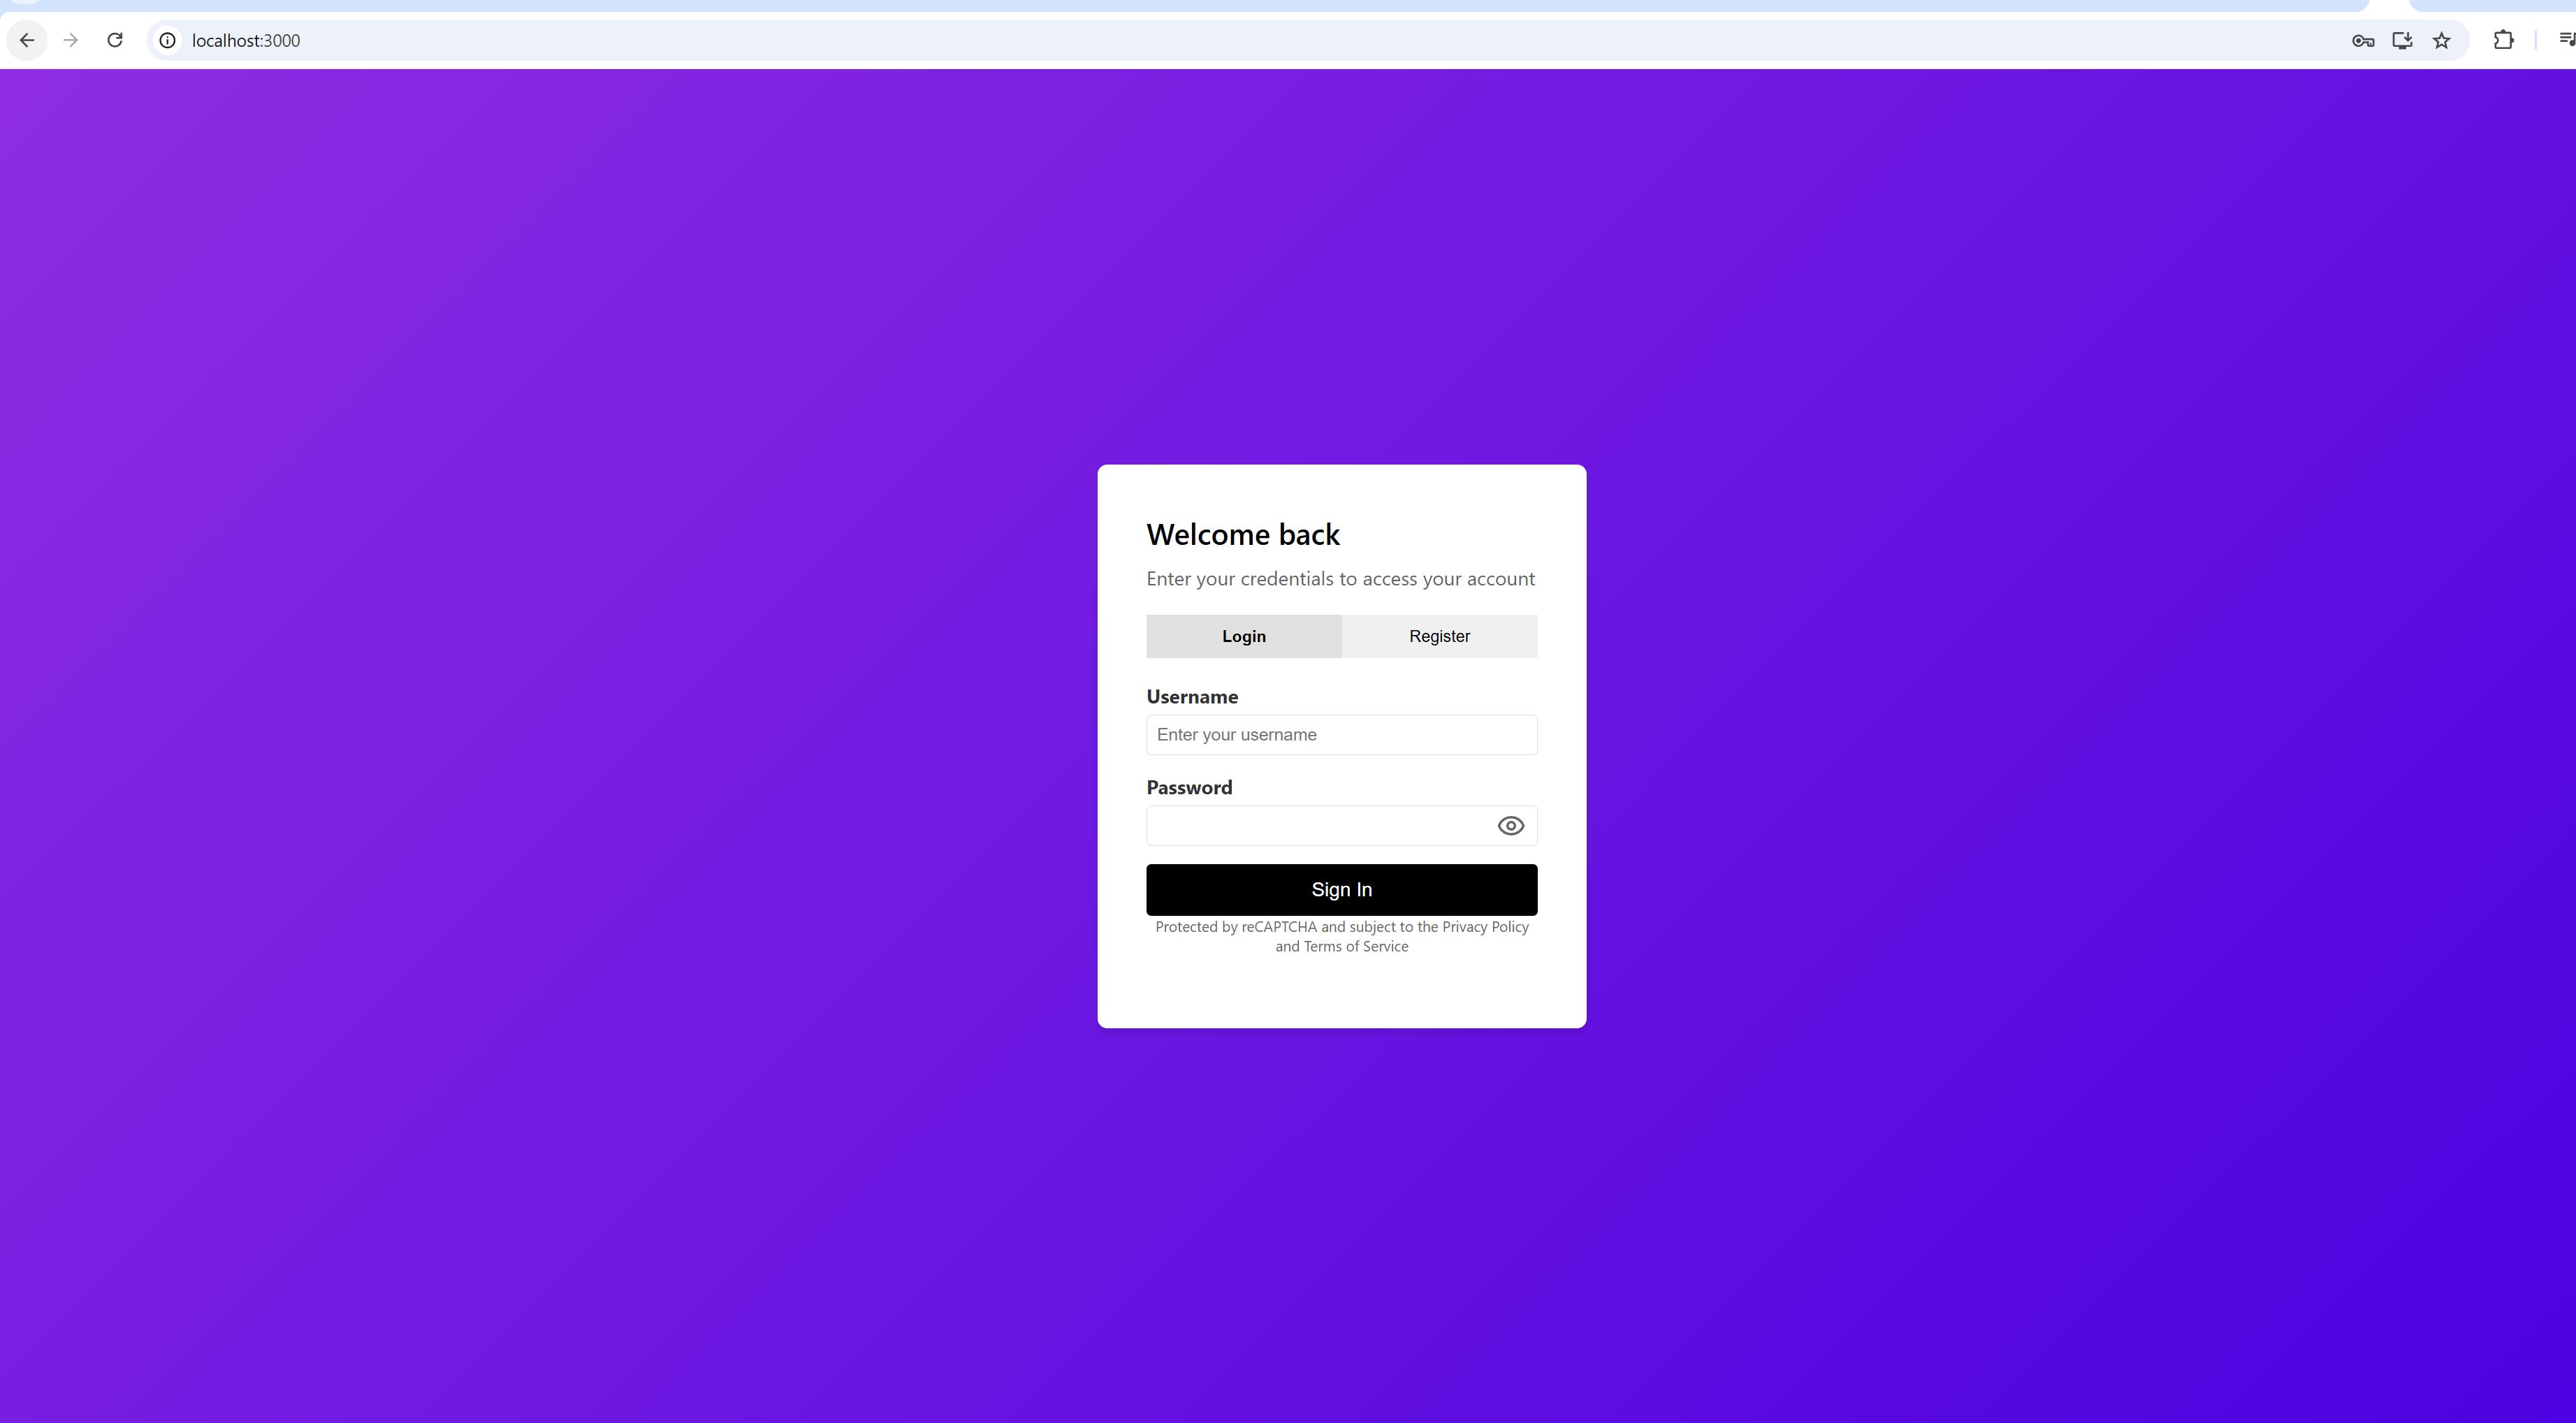 localhost:3000
Welcome back
Enter your credentials to access your account
Login
Register
Username
Enter your username
Password
Sign In
Protected by reCAPTCHA and subject to the Privacy Policy
and Terms of Service